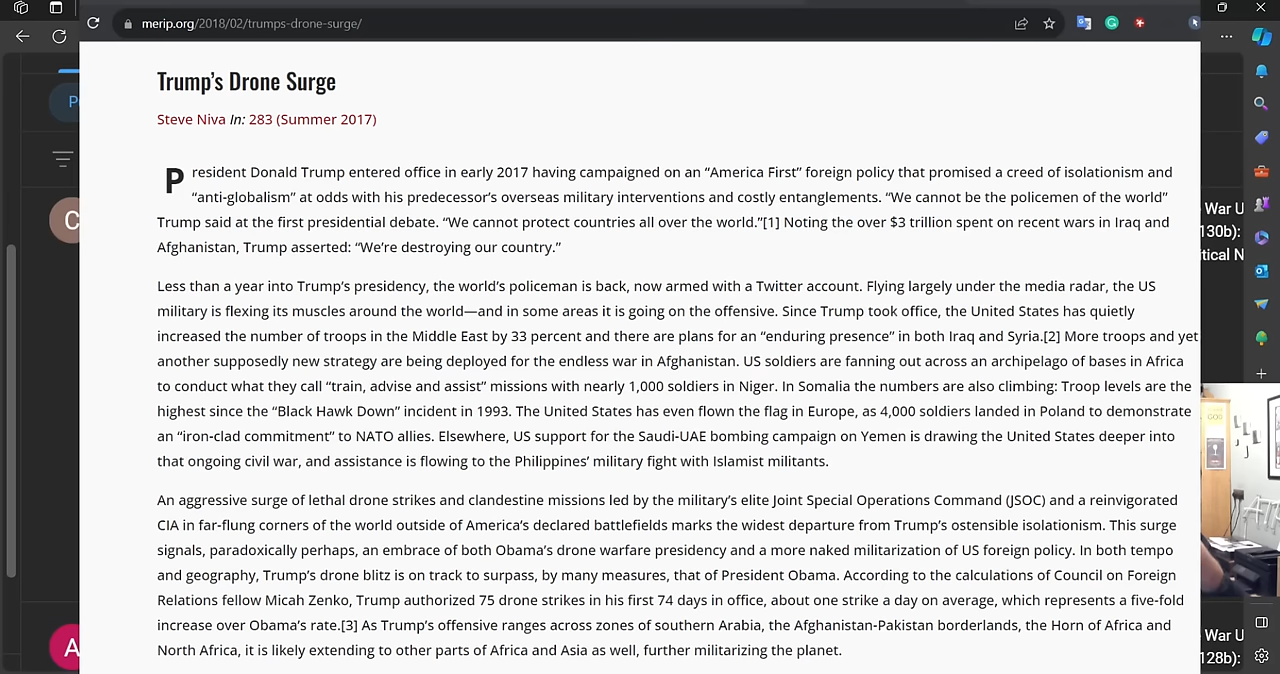 merip.org/2018/02/trumps-drone-surge/
Trump's Drone Surge
Steve Niva In: 283 (Summer 2017)
President Donald Trump entered office in early 2017 having campaigned on an “America First” foreign policy that promised a creed of isolationism and
“anti-globalism” at odds with his predecessor’s overseas military interventions and costly entanglements. “We cannot be the policemen of the world”
Trump said at the first presidential debate. “We cannot protect countries all over the world.”[1] Noting the over $3 trillion spent on recent wars in Iraq and
Afghanistan, Trump asserted: “We’re destroying our country.”
Less than a year into Trump’s presidency, the world’s policeman is back, now armed with a Twitter account. Flying largely under the media radar, the US
military is flexing its muscles around the world—and in some areas it is going on the offensive. Since Trump took office, the United States has quietly
increased the number of troops in the Middle East by 33 percent and there are plans for an “enduring presence” in both Iraq and Syria.[2] More troops and yet
another supposedly new strategy are being deployed for the endless war in Afghanistan. US soldiers are fanning out across an archipelago of bases in Africa
to conduct what they call “train, advise and assist” missions with nearly 1,000 soldiers in Niger. In Somalia the numbers are also climbing: Troop levels are the
highest since the “Black Hawk Down” incident in 1993. The United States has even flown the flag in Europe, as 4,000 soldiers landed in Poland to demonstrate
an “iron-clad commitment” to NATO allies. Elsewhere, US support for the Saudi-UAE bombing campaign on Yemen is drawing the United States deeper into
that ongoing civil war, and assistance is flowing to the Philippines’ military fight with Islamist militants.
An aggressive surge of lethal drone strikes and clandestine missions led by the military’s elite Joint Special Operations Command (JSOC) and a reinvigorated
CIA in far-flung corners of the world outside of America’s declared battlefields marks the widest departure from Trump’s ostensible isolationism. This surge
signals, paradoxically perhaps, an embrace of both Obama’s drone warfare presidency and a more naked militarization of US foreign policy. In both tempo
and geography, Trump’s drone blitz is on track to surpass, by many measures, that of President Obama. According to the calculations of Council on Foreign
Relations fellow Micah Zenko, Trump authorized 75 drone strikes in his first 74 days in office, about one strike a day on average, which represents a five-fold
increase over Obama’s rate.[3] As Trump’s offensive ranges across zones of southern Arabia, the Afghanistan-Pakistan borderlands, the Horn of Africa and
North Africa, it is likely extending to other parts of Africa and Asia as well, further militarizing the planet.
P
C
A
War U
130b):
tical N
War U
128b):